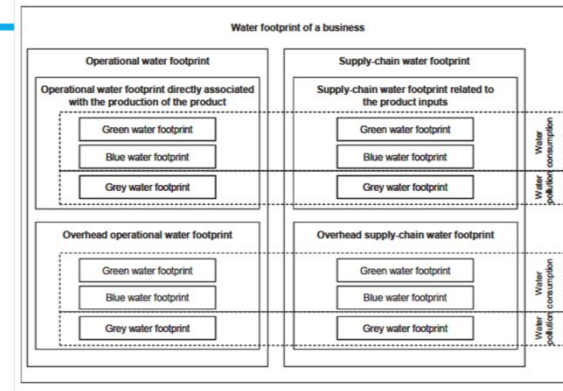 Water footprint of a business
Operational water footprint
Operational water footprint directly associated
with the production of the product
Green water footprint
Blue water footprint
Grey water footprint
Overhead operational water footprint
Green water footprint
Blue water footprint
Grey water footprint
Supply-chain water footprint
Supply-chain water footprint related to
the product inputs
Green water footprint
Blue water footprint
Grey water footprint
Overhead supply-chain water footprint
Green water footprint
Blue water footprint
Grey water footprint
Water
consumption
Water
pollution
Water
consumption
Water
pollution